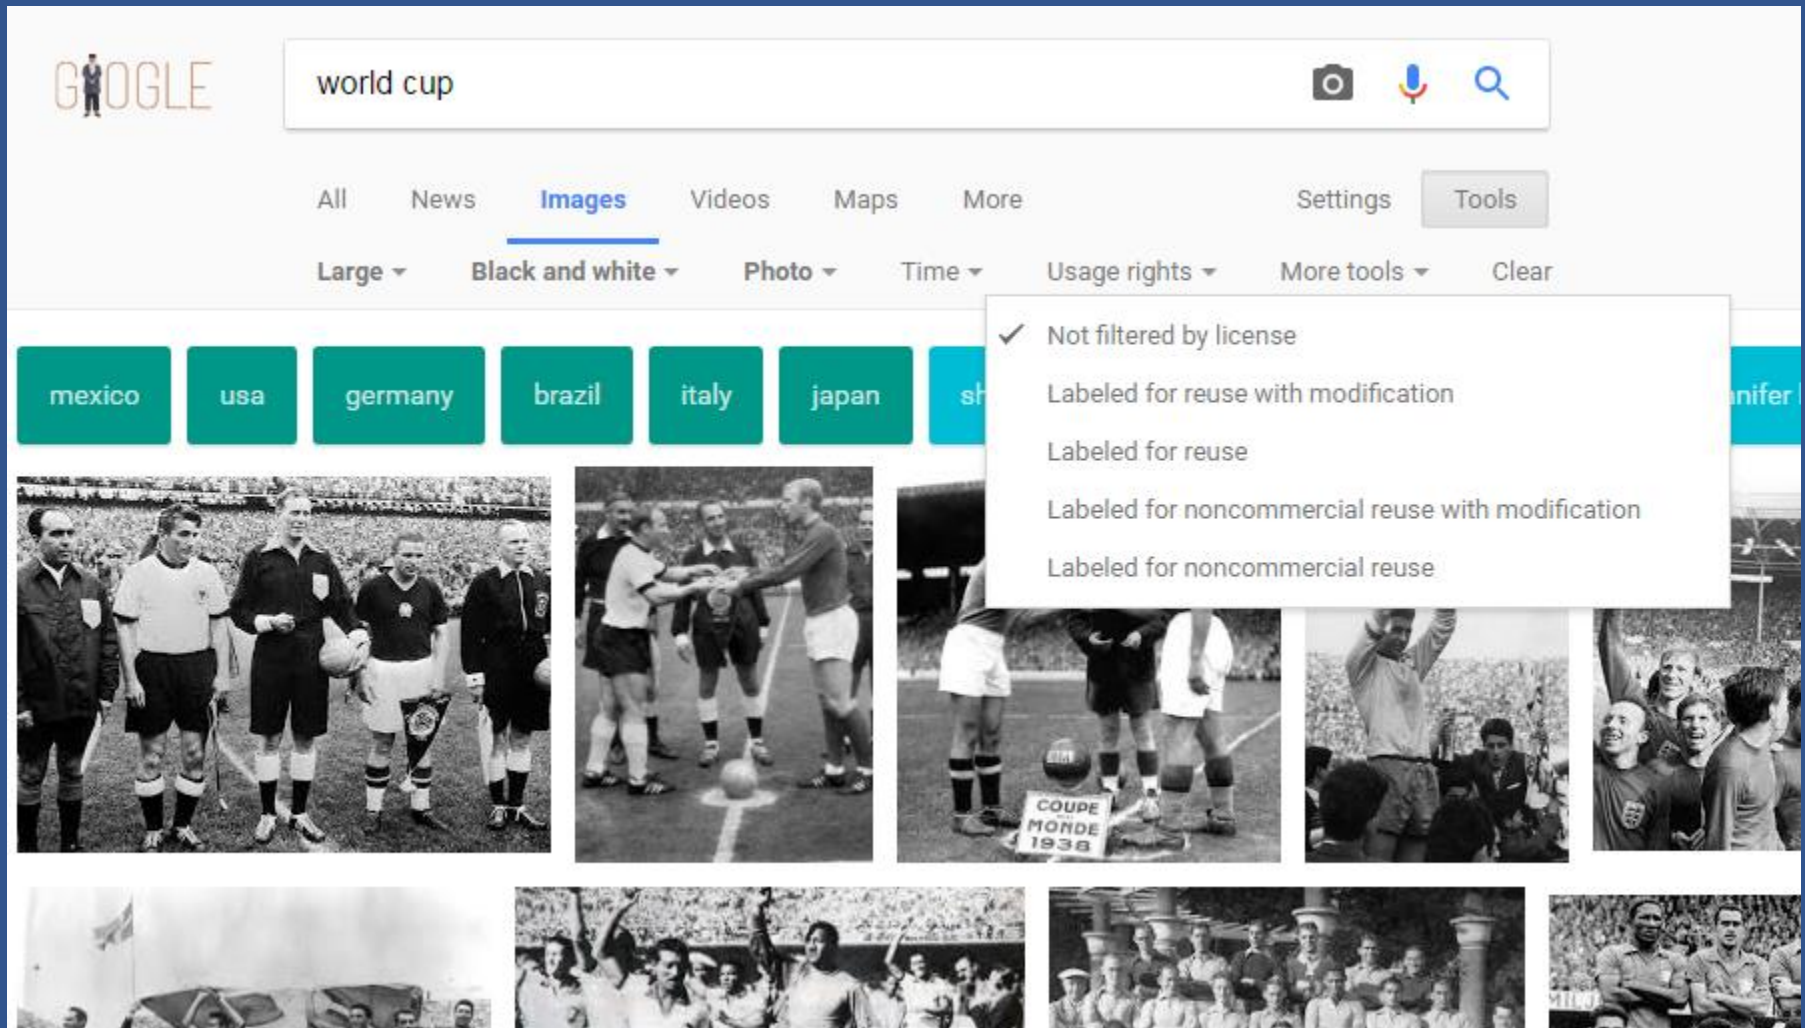 GOOGLE
world cup
All News Images Videos Maps More Settings Tools
Large Black and white Photo Time Usage rights More tools Clear
Not filtered by license
Labeled for reuse with modification
Labeled for reuse
Labeled for noncommercial reuse with modification
Labeled for noncommercial reuse
mexico usa germany brazil italy japan
COUPE
MONDE
1938